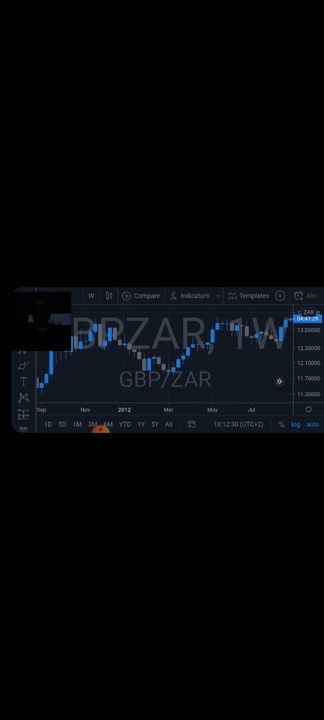 W Compare Indicators Templates Alert
BPZAR, 1W
GBP/ZAR
ZAR
04:47:29
13.00000
12.50000
12.10000
11.70000
11.30000
Sep Nov 2012 Mar May Jul
1D 5D 1M 3M 6M YTD 1Y 5Y All 18:12:30 (UTC+2) % log auto